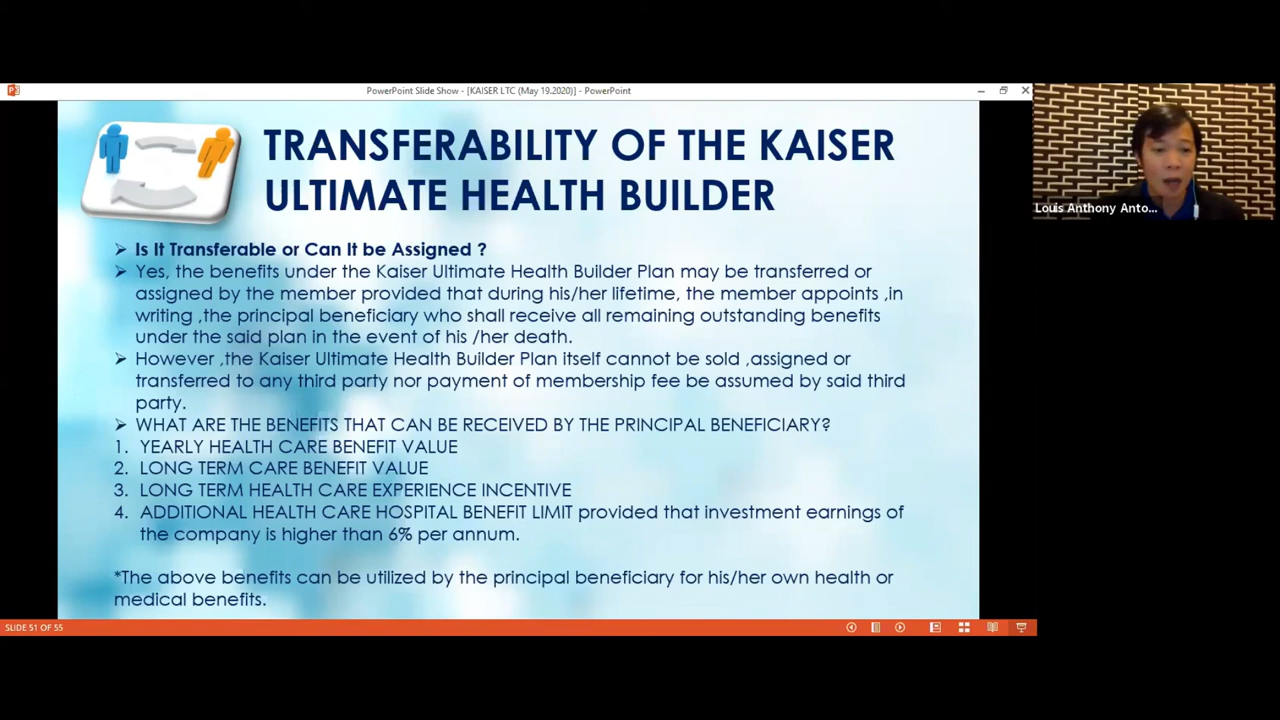 PowerPoint Slide Show - [KAISER LTC (May 19.2020)] - PowerPoint
TRANSFERABILITY OF THE KAISER
ULTIMATE HEALTH BUILDER
Louis Anthony Anto...
➢ Is It Transferable or Can It be Assigned ?
➢ Yes, the benefits under the Kaiser Ultimate Health Builder Plan may be transferred or
assigned by the member provided that during his/her lifetime, the member appoints ,in
writing ,the principal beneficiary who shall receive all remaining outstanding benefits
under the said plan in the event of his /her death.
➢ However ,the Kaiser Ultimate Health Builder Plan itself cannot be sold ,assigned or
transferred to any third party nor payment of membership fee be assumed by said third
party.
➢ WHAT ARE THE BENEFITS THAT CAN BE RECEIVED BY THE PRINCIPAL BENEFICIARY?
1. YEARLY HEALTH CARE BENEFIT VALUE
2. LONG TERM CARE BENEFIT VALUE
3. LONG TERM HEALTH CARE EXPERIENCE INCENTIVE
4. ADDITIONAL HEALTH CARE HOSPITAL BENEFIT LIMIT provided that investment earnings of
the company is higher than 6% per annum.
*The above benefits can be utilized by the principal beneficiary for his/her own health or
medical benefits.
SLIDE 51 OF 55